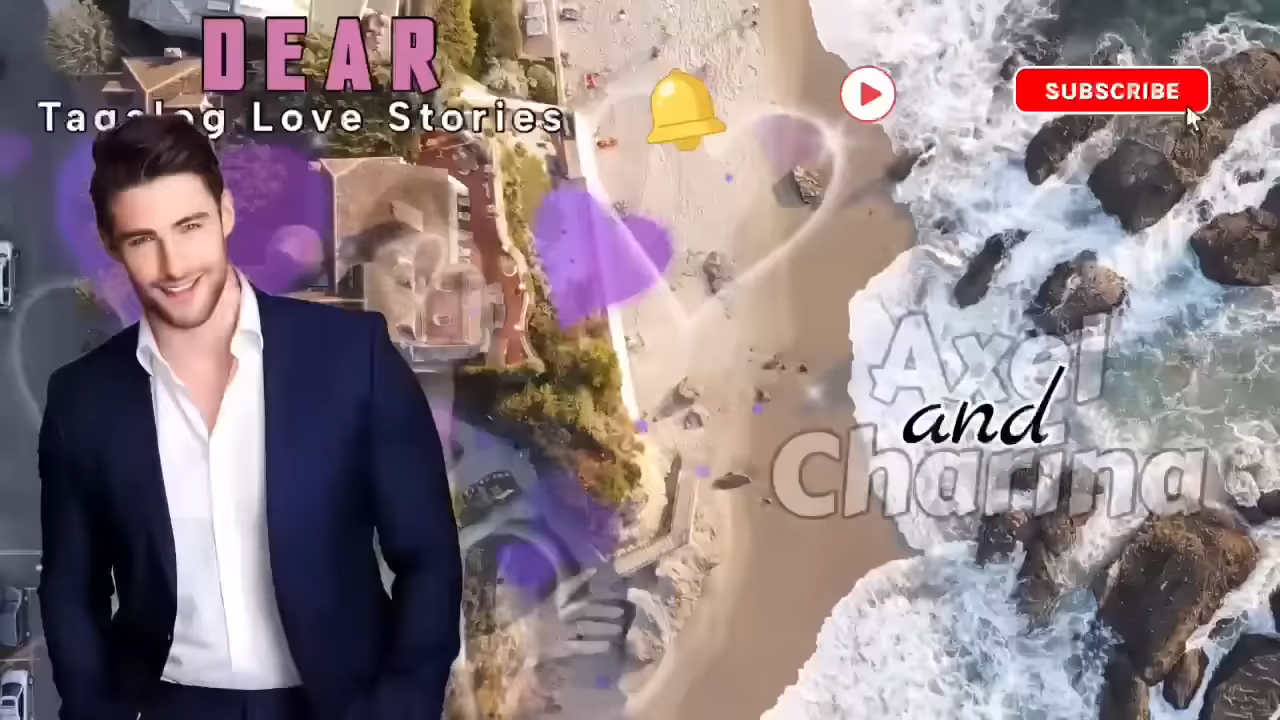 DEAR
Tagalog Love Stories
SUBSCRIBE
Axel
and
Charina